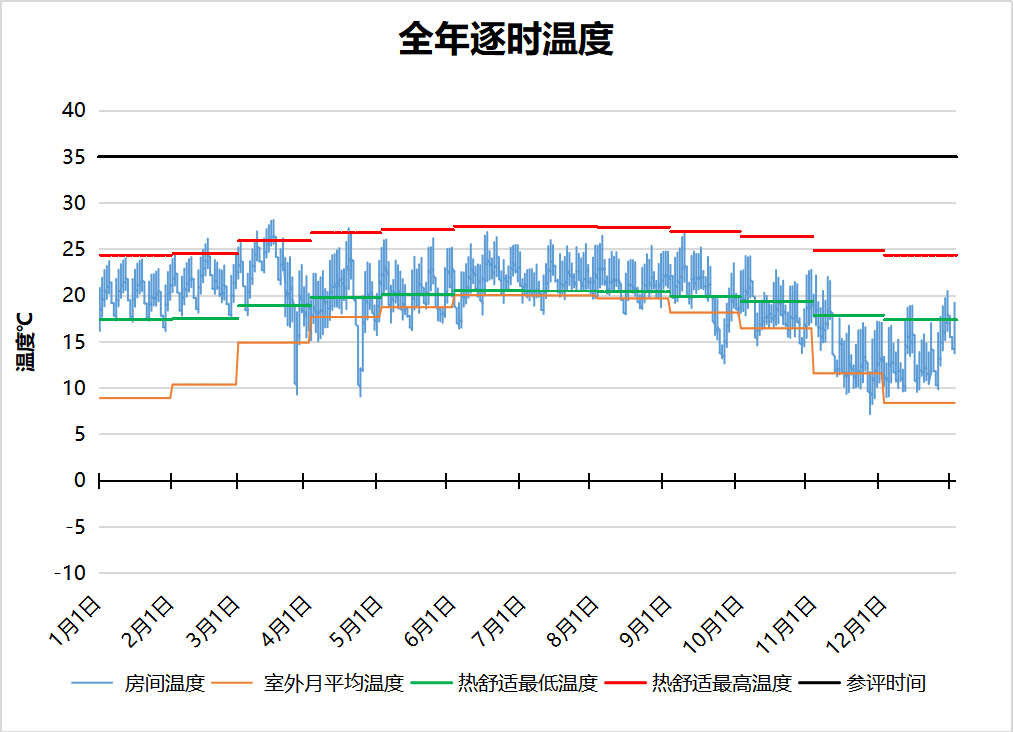 全年逐时温度
40
35
30
25
20
15
10
5
0
-5
-10
温度℃
1月1日
2月1日
3月1日
4月1日
5月1日
6月1日
7月1日
8月1日
9月1日
10月1日
11月1日
12月1日
房间温度 室外月平均温度 热舒适最低温度 热舒适最高温度 参评时间